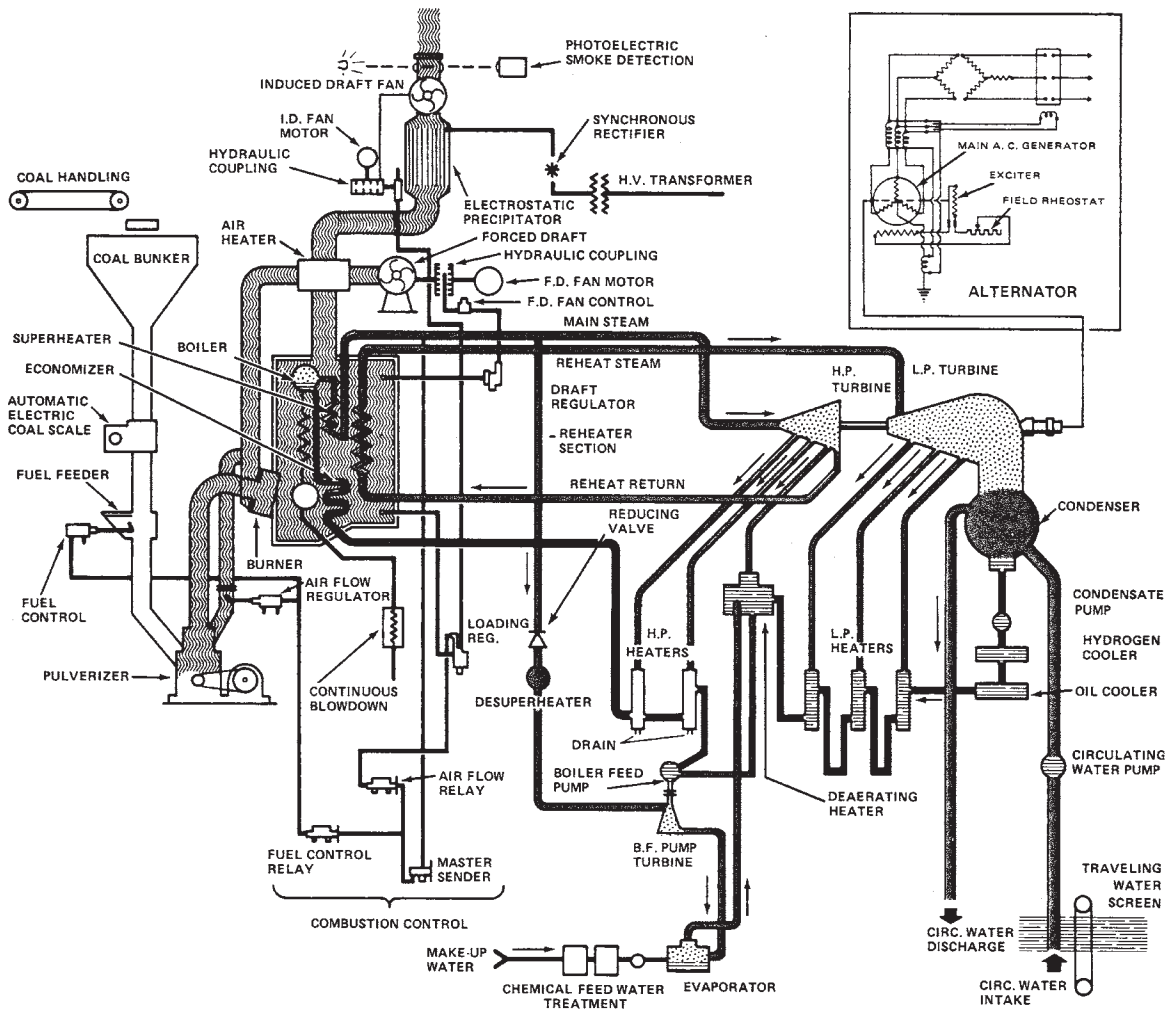 PHOTOELECTRIC
SMOKE DETECTION
INDUCED DRAFT FAN
I.D. FAN
MOTOR
HYDRAULIC
COUPLING
SYNCHRONOUS
RECTIFIER
H.V. TRANSFORMER
ELECTROSTATIC
PRECIPITATOR
COAL HANDLING
COAL BUNKER
AIR
HEATER
FORCED DRAFT
HYDRAULIC COUPLING
F.D. FAN MOTOR
F.D. FAN CONTROL
MAIN A.C. GENERATOR
EXCITER
FIELD RHEOSTAT
ALTERNATOR
SUPERHEATER
BOILER
ECONOMIZER
MAIN STEAM
REHEAT STEAM
H.P.
TURBINE
L.P. TURBINE
AUTOMATIC
ELECTRIC
COAL SCALE
DRAFT
REGULATOR
REHEATER
SECTION
FUEL FEEDER
REHEAT RETURN
REDUCING
VALVE
CONDENSER
BURNER
FUEL
CONTROL
AIR FLOW
REGULATOR
LOADING
REG.
H.P.
HEATERS
L.P.
HEATERS
CONDENSATE
PUMP
HYDROGEN
COOLER
OIL COOLER
PULVERIZER
CONTINUOUS
BLOWDOWN
DESUPERHEATER
DRAIN
BOILER FEED
PUMP
CIRCULATING
WATER PUMP
AIR FLOW
RELAY
DEAERATING
HEATER
FUEL CONTROL
RELAY
MASTER
SENDER
B.F. PUMP
TURBINE
COMBUSTION CONTROL
TRAVELING
WATER
SCREEN
CIRC. WATER
DISCHARGE
MAKE-UP
WATER
CHEMICAL FEED WATER
TREATMENT
EVAPORATOR
CIRC. WATER
INTAKE